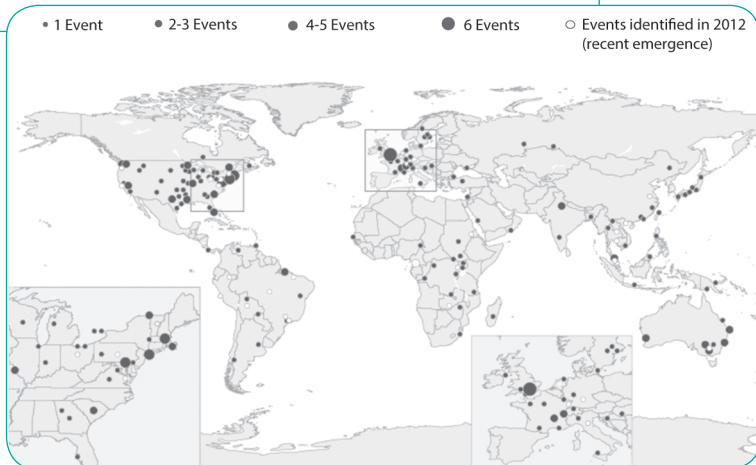 1 Event
2-3 Events
4-5 Events
6 Events
Events identified in 2012
(recent emergence)